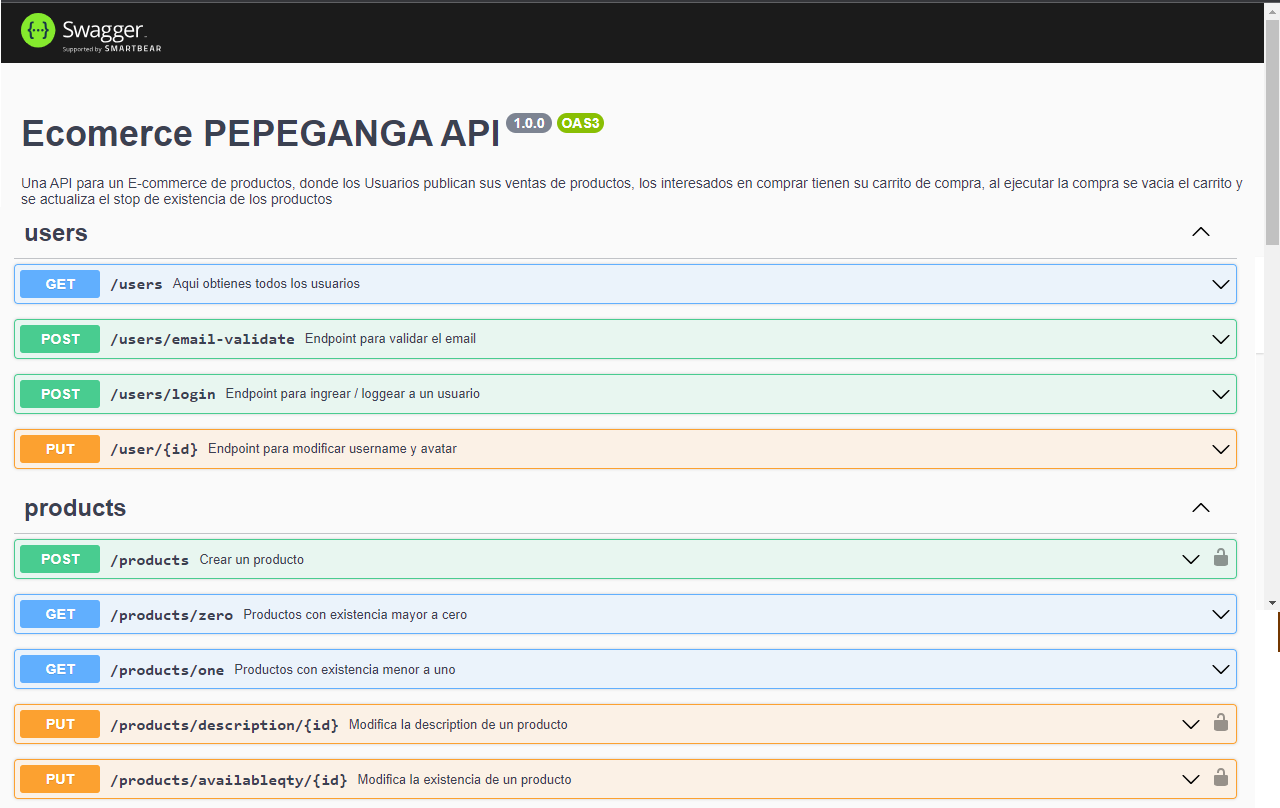 {···} Swagger.
Supported by SMARTBEAR
Ecomerce PEPEGANGA API 1.0.0 OAS3
Una API para un E-commerce de productos, donde los Usuarios publican sus ventas de productos, los interesados en comprar tienen su carrito de compra, al ejecutar la compra se vacia el carrito y
se actualiza el stop de existencia de los productos
users
GET /users Aqui obtienes todos los usuarios
POST /users/email-validate Endpoint para validar el email
POST /users/login Endpoint para ingrear / loggear a un usuario
PUT /user/{id} Endpoint para modificar username y avatar
products
POST /products Crear un producto
GET /products/zero Productos con existencia mayor a cero
GET /products/one Productos con existencia menor a uno
PUT /products/description/{id} Modifica la description de un producto
PUT /products/availableqty/{id} Modifica la existencia de un producto